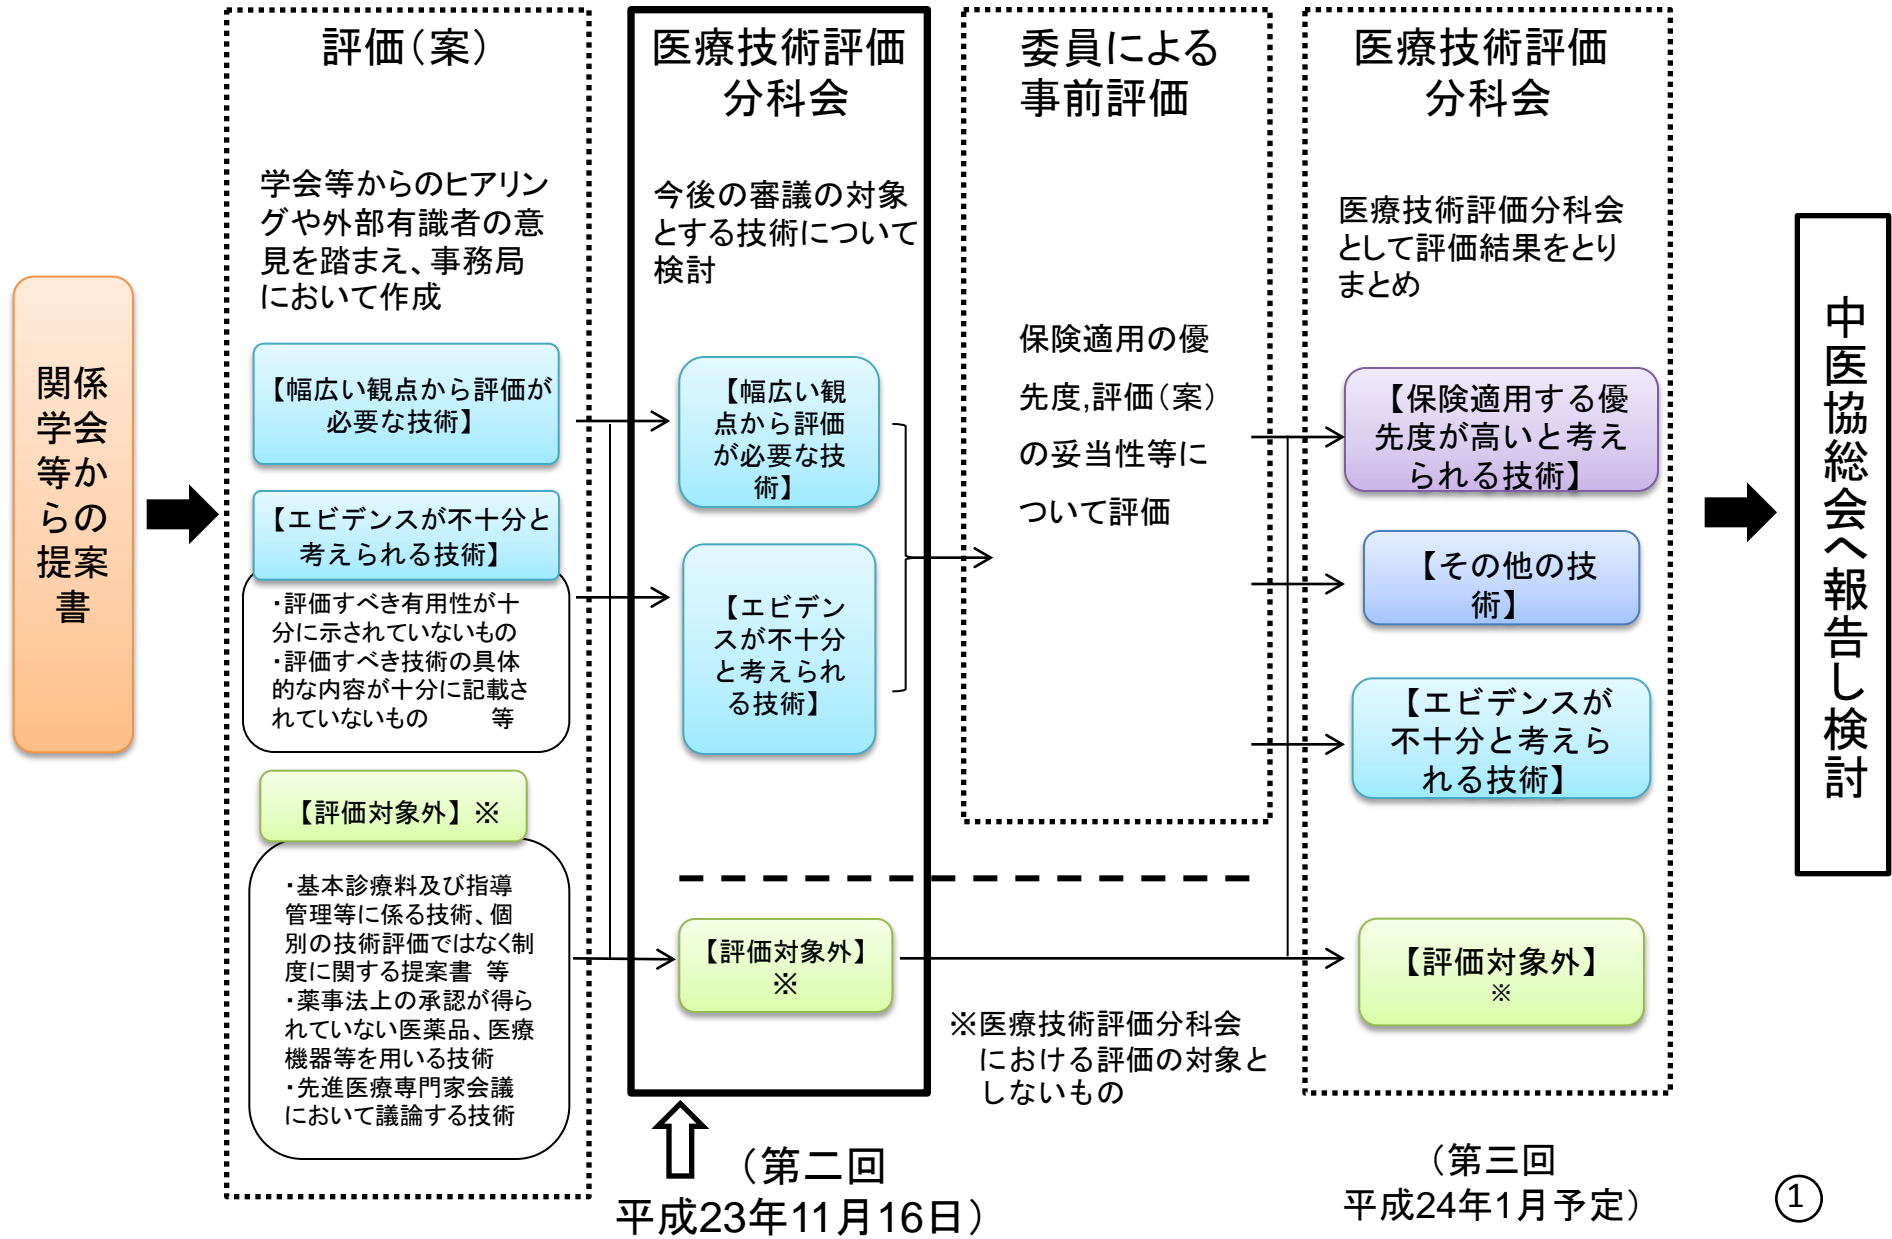 関係
学会
等か
らの
提案
書
評価（案）
学会等からのヒアリン
グや外部有識者の意
見を踏まえ、事務局
において作成
【幅広い観点から評価が
必要な技術】
【エビデンスが不十分と
考えられる技術】
・評価すべき有用性が十
分に示されていないもの
・評価すべき技術の具体
的な内容が十分に記載さ
れていないもの　　等
【評価対象外】※
・基本診療料及び指導
管理等に係る技術、個
別の技術評価ではなく制
度に関する提案書 等
・薬事法上の承認が得ら
れていない医薬品、医療
機器等を用いる技術
・先進医療専門家会議
において議論する技術
医療技術評価
分科会
今後の審議の対象
とする技術について
検討
【幅広い観
点から評価
が必要な技
術】
【エビデン
スが不十分
と考えられ
る技術】
【評価対象外】
※
（第二回
平成23年11月16日）
委員による
事前評価
保険適用の優
先度,評価（案）
の妥当性等に
ついて評価
※医療技術評価分科会
における評価の対象と
しないもの
医療技術評価
分科会
医療技術評価分科会
として評価結果をとり
まとめ
【保険適用する優
先度が高いと考え
られる技術】
【その他の技
術】
【エビデンスが
不十分と考えら
れる技術】
【評価対象外】
※
（第三回
平成24年1月予定）
中医協総会へ報告し検討
①